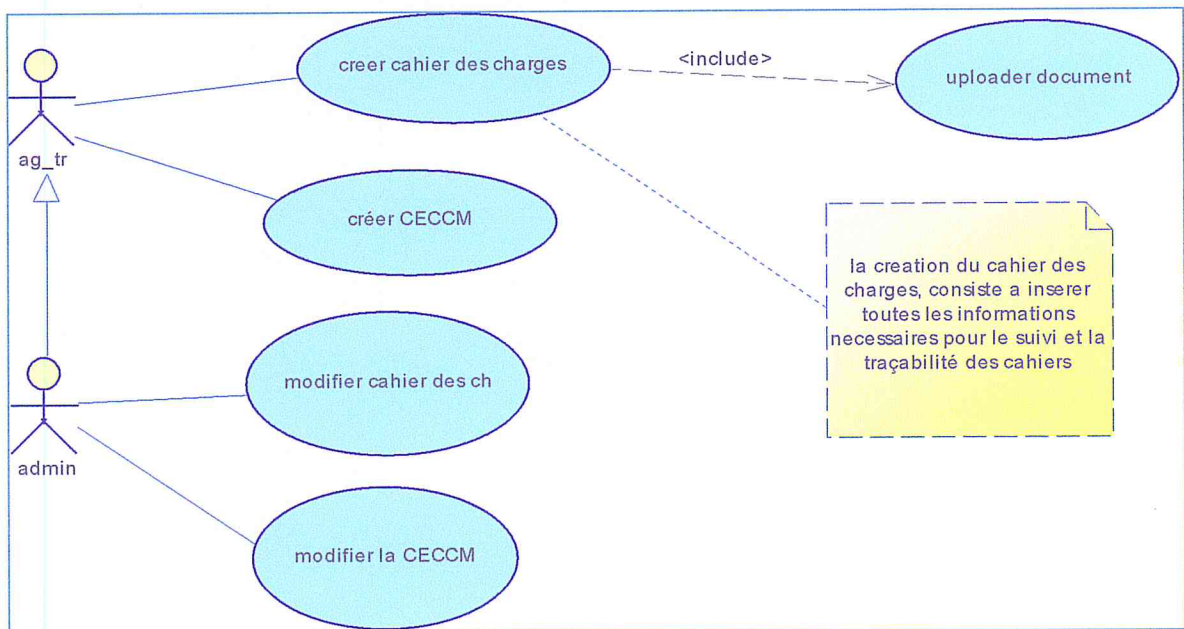 creer cahier des charges
<include>
uploader document
ag_tr
créer CECCM
la creation du cahier des
charges, consiste a inserer
toutes les informations
necessaires pour le suivi et la
traçabilité des cahiers
modifier cahier des ch
admin
modifier la CECCM